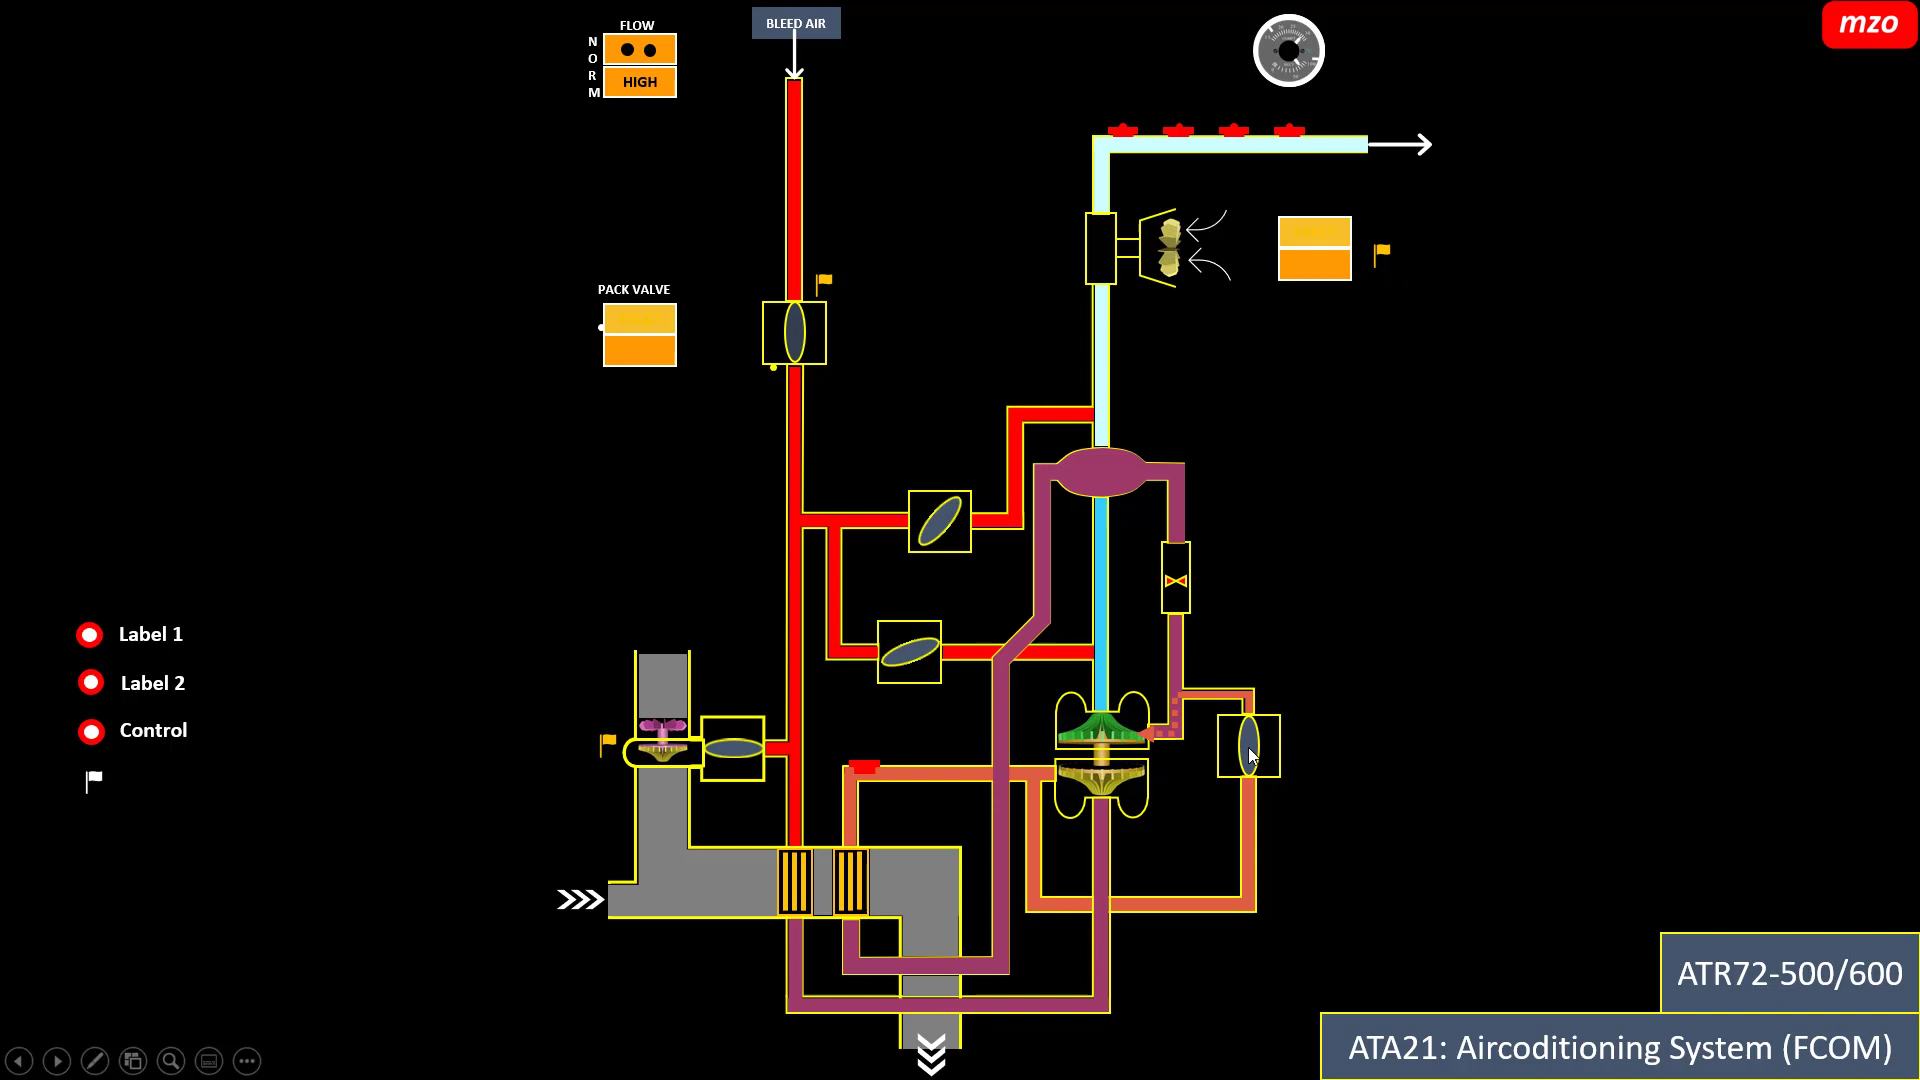 FLOW
N
O
R
M
HIGH
BLEED AIR
mzo
PACK VALVE
Label 1
Label 2
Control
ATR72-500/600
ATA21: Aircoditioning System (FCOM)